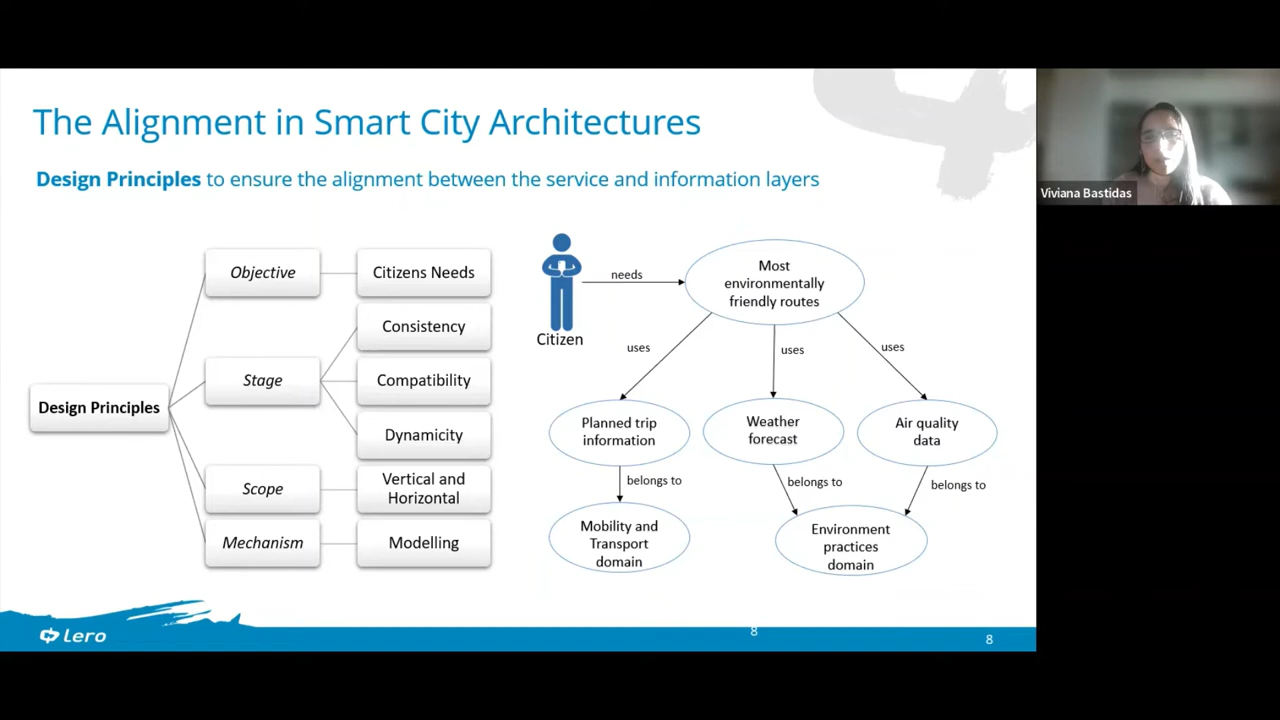 The Alignment in Smart City Architectures
Design Principles to ensure the alignment between the service and information layers
Viviana Bastidas
Design Principles
Objective
Citizens Needs
Stage
Consistency
Compatibility
Dynamicity
Scope
Vertical and
Horizontal
Mechanism
Modelling
Citizen
needs
Most
environmentally
friendly routes
uses
uses
uses
Planned trip
information
Weather
forecast
Air quality
data
belongs to
belongs to
belongs to
Mobility and
Transport
domain
Environment
practices
domain
Lero
8
8